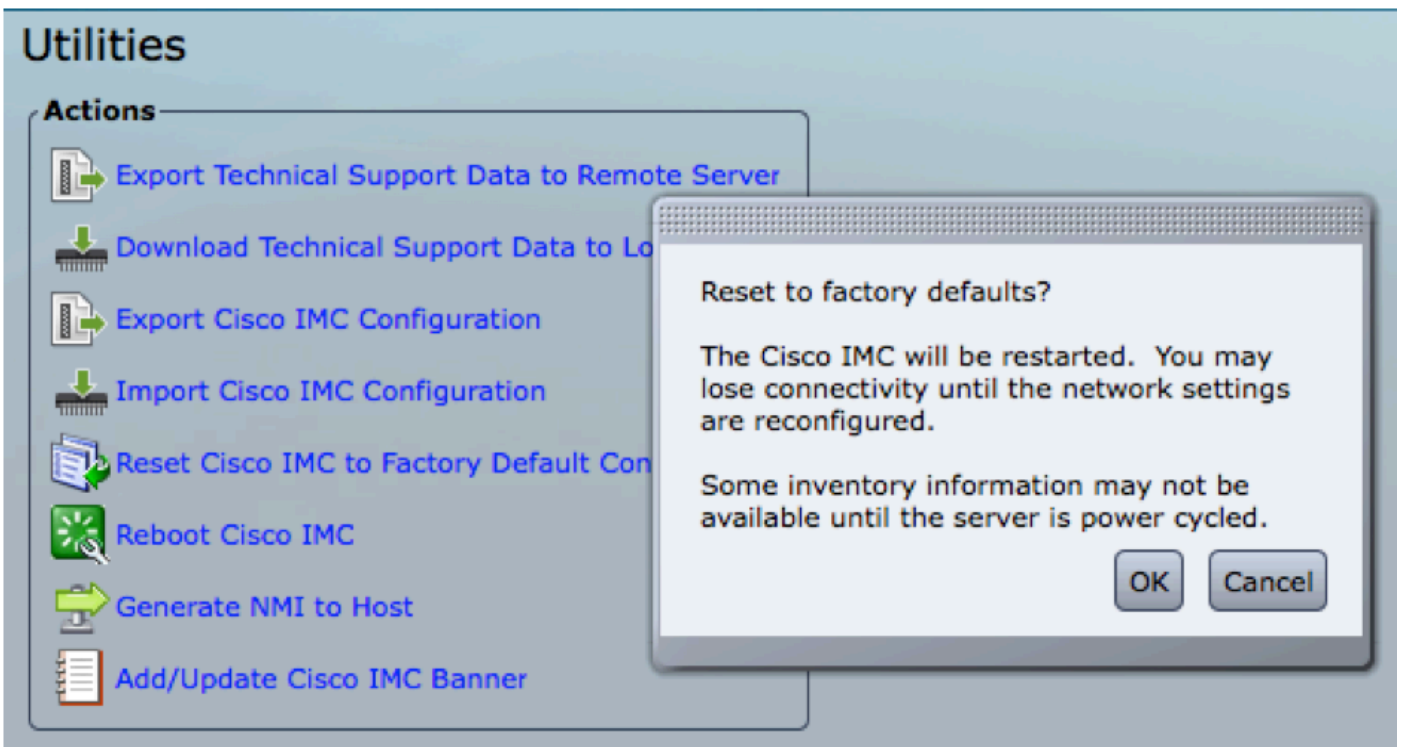 Utilities
Actions
Export Technical Support Data to Remote Server
Download Technical Support Data to Lo
Export Cisco IMC Configuration
Import Cisco IMC Configuration
Reset Cisco IMC to Factory Default Con
Reboot Cisco IMC
Generate NMI to Host
Add/Update Cisco IMC Banner
Reset to factory defaults?
The Cisco IMC will be restarted. You may
lose connectivity until the network settings
are reconfigured.
Some inventory information may not be
available until the server is power cycled.
OK
Cancel